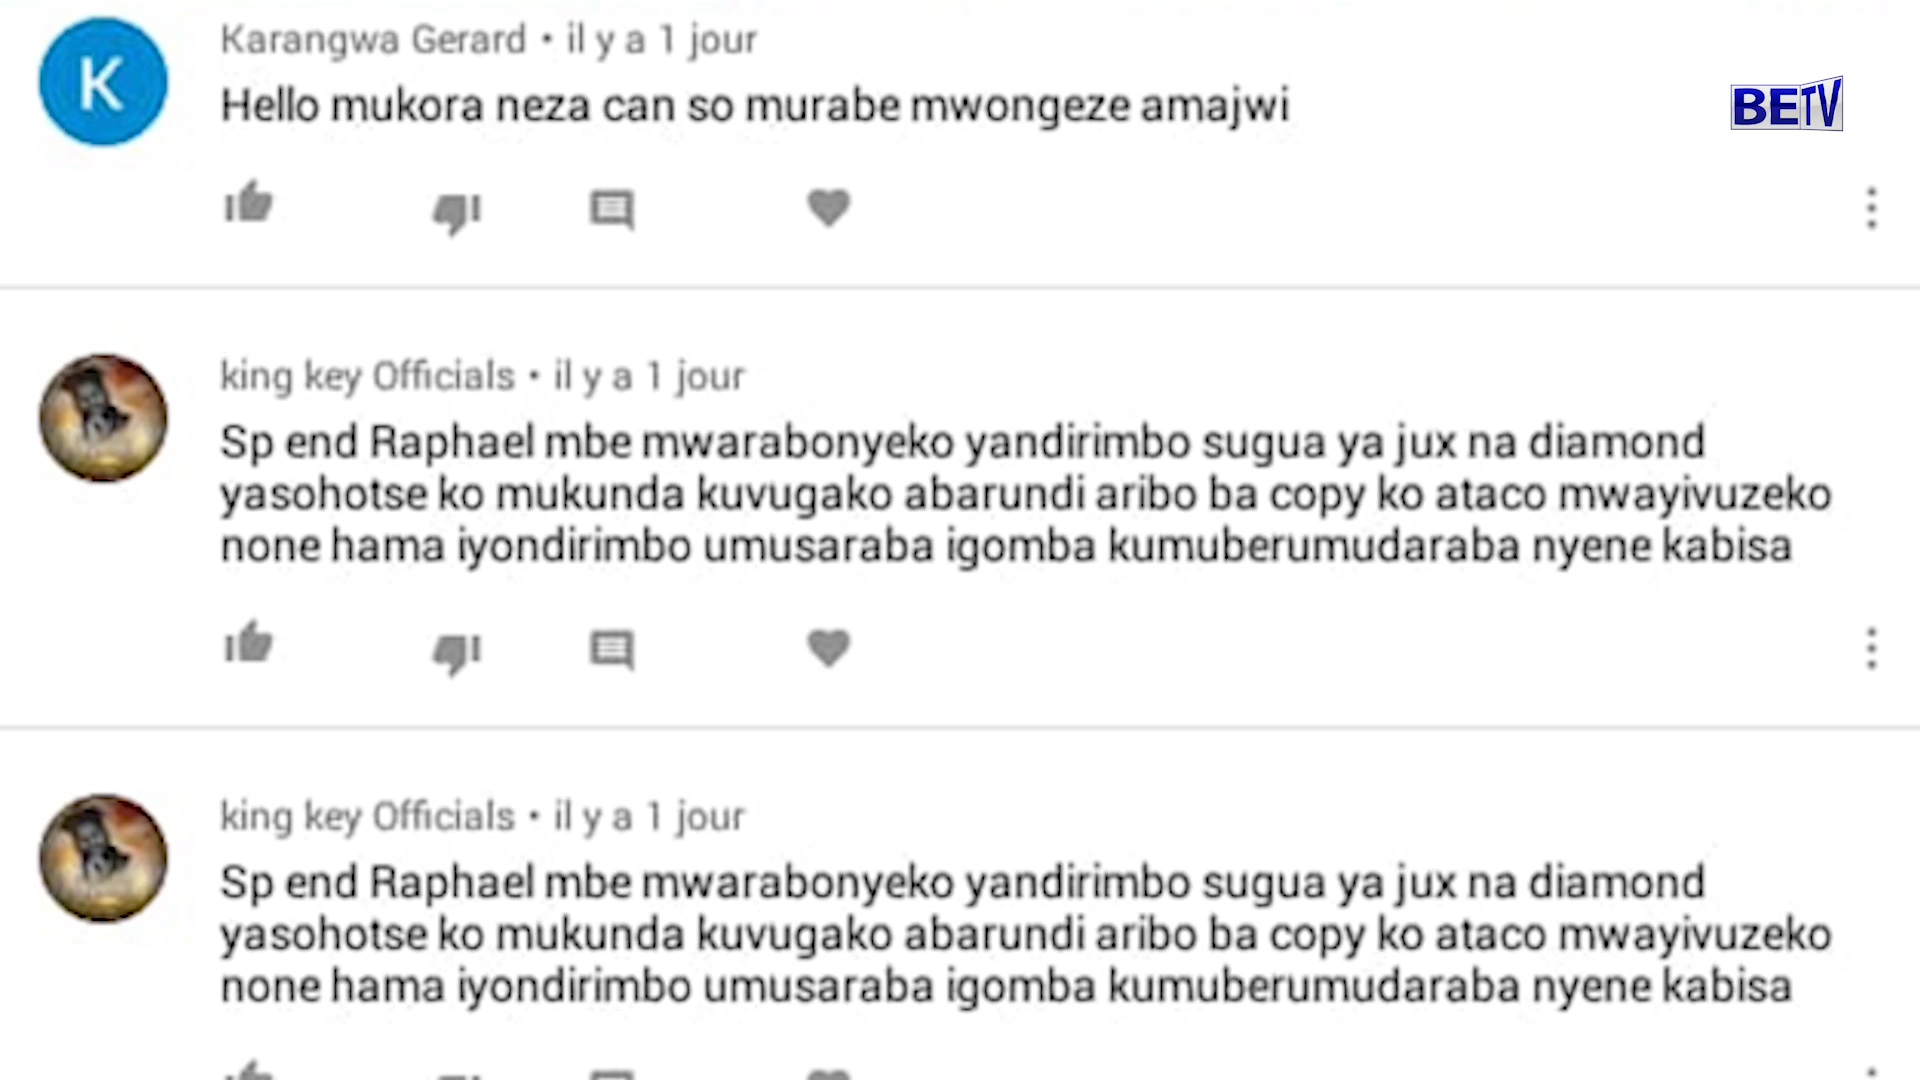 Karangwa Gerard • il y a 1 jour
Hello mukora neza can so murabe mwongeze amajwi
BETV
K
king key Officials • il y a 1 jour
Sp end Raphael mbe mwarabonyeko yandirimbo sugua ya jux na diamond
yasohotse ko mukunda kuvugako abarundi aribo ba copy ko ataco mwayivuzeko
none hama iyondirimbo umusaraba igomba kumuberumudaraba nyene kabisa
king key Officials • il y a 1 jour
Sp end Raphael mbe mwarabonyeko yandirimbo sugua ya jux na diamond
yasohotse ko mukunda kuvugako abarundi aribo ba copy ko ataco mwayivuzeko
none hama iyondirimbo umusaraba igomba kumuberumudaraba nyene kabisa